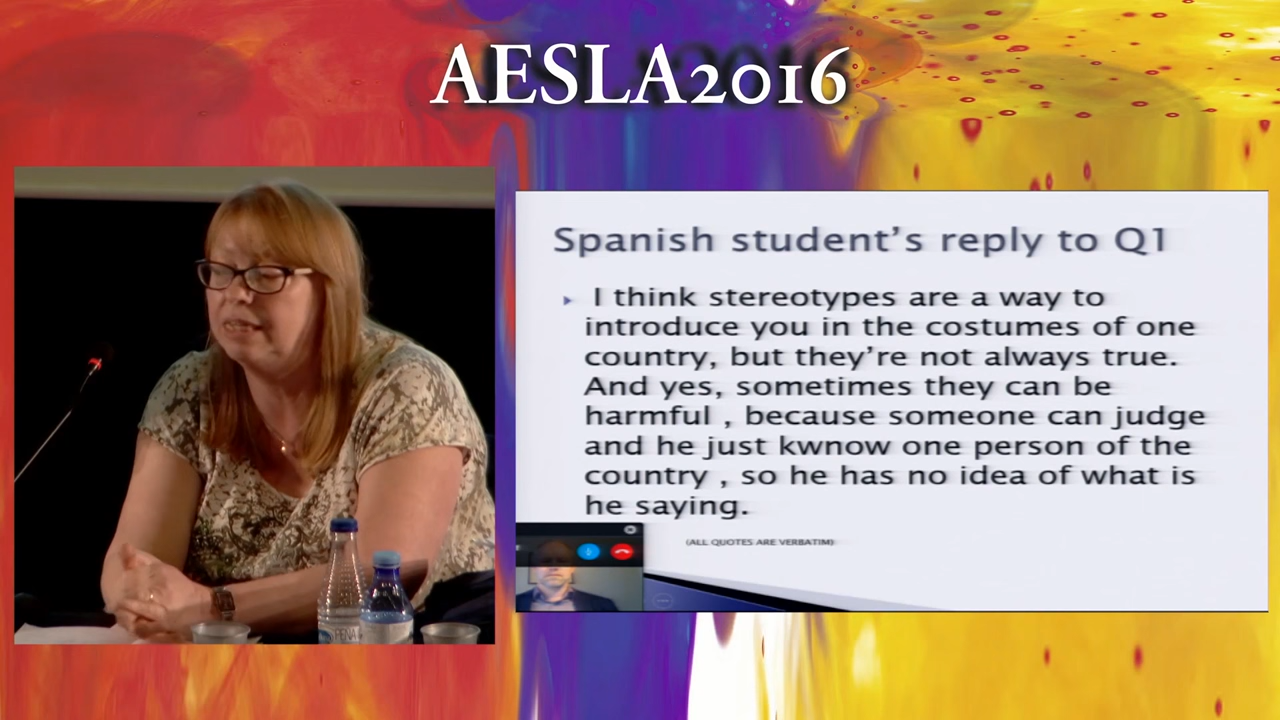 AESLA2016
Spanish student's reply to Q1
I think stereotypes are a way to
introduce you in the costumes of one
country, but they're not always true.
And yes, sometimes they can be
harmful , because someone can judge
and he just kwnow one person of the
country , so he has no idea of what is
he saying.
(ALL QUOTES ARE VERBATIM)
PEÑA